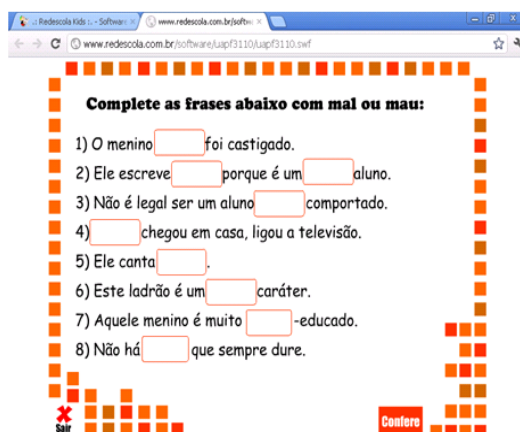 .: Redescola Kids :. - Software
www.redescola.com.br/softw
www.redescola.com.br/software/uapf3110/uapf3110.swf
Complete as frases abaixo com mal ou mau:
1) O menino foi castigado.
2) Ele escreve porque é um aluno.
3) Não é legal ser um aluno comportado.
4) chegou em casa, ligou a televisão.
5) Ele canta .
6) Este ladrão é um caráter.
7) Aquele menino é muito -educado.
8) Não há que sempre dure.
Sair
Confere